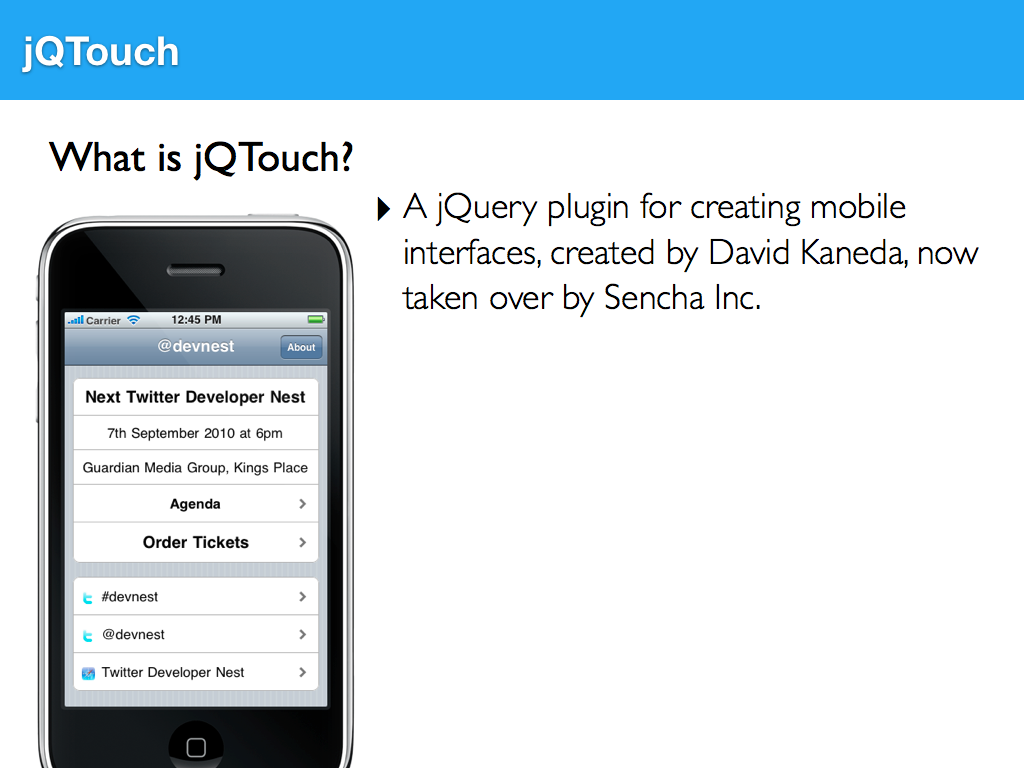 jQTouch
What is jQTouch?
A jQuery plugin for creating mobile
interfaces, created by David Kaneda, now
taken over by Sencha Inc.
Carrier 12:45 PM
@devnest About
Next Twitter Developer Nest
7th September 2010 at 6pm
Guardian Media Group, Kings Place
Agenda
Order Tickets
#devnest
@devnest
Twitter Developer Nest